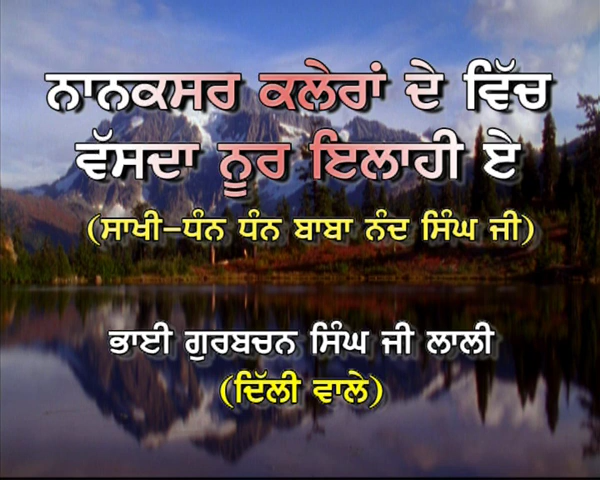 ਨਾਨਕਸਰ ਕਲੇਰਾਂ ਦੇ ਵਿੱਚ
ਵੱਸਦਾ ਨੂਰ ਇਲਾਹੀ ਏ
(ਸਾਖੀ-ਧੰਨ ਧੰਨ ਬਾਬਾ ਨੰਦ ਸਿੰਘ ਜੀ)
ਭਾਈ ਗੁਰਬਚਨ ਸਿੰਘ ਜੀ ਲਾਲੀ
(ਦਿੱਲੀ ਵਾਲੇ)